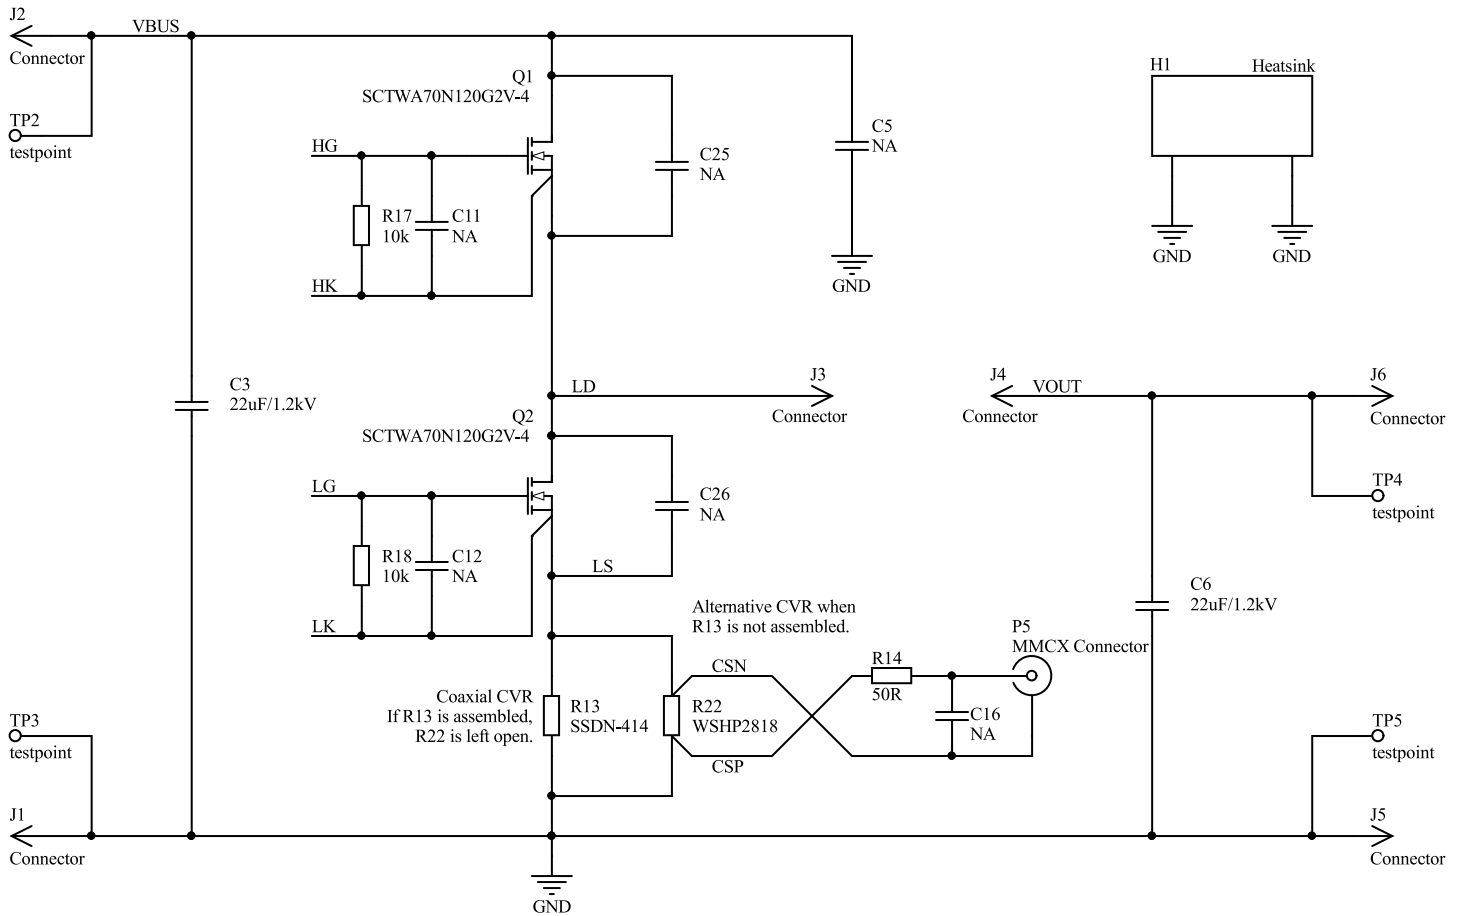 J2
VBUS
Connector
TP2
testpoint
Q1
SCTWA70N120G2V-4
HG
R17
10k
C11
NA
HK
C25
NA
C5
NA
GND
H1
Heatsink
GND
GND
C3
22uF/1.2kV
LD
J3
Connector
J4
VOUT
Connector
J6
Connector
Q2
SCTWA70N120G2V-4
LG
R18
10k
C12
NA
LK
C26
NA
LS
TP4
testpoint
C6
22uF/1.2kV
Alternative CVR when
R13 is not assembled.
P5
MMCX Connector
CSN
R14
50R
Coaxial CVR
If R13 is assembled,
R22 is left open.
R13
SSDN-414
R22
WSHP2818
C16
NA
CSP
TP3
testpoint
TP5
testpoint
J1
Connector
J5
Connector
GND